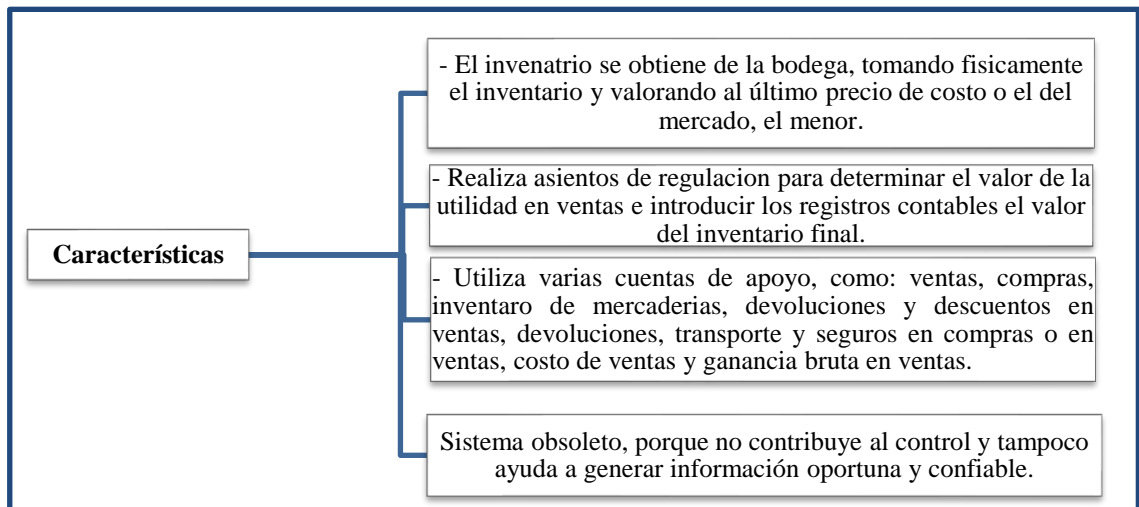 - El invenatrio se obtiene de la bodega, tomando fisicamente
el inventario y valorando al último precio de costo o el del
mercado, el menor.
- Realiza asientos de regulacion para determinar el valor de la
utilidad en ventas e introducir los registros contables el valor
del inventario final.
Característícas
- Utiliza varias cuentas de apoyo, como: ventas, compras,
inventaro de mercaderias, devoluciones y descuentos en
ventas, devoluciones, transporte y seguros en compras o en
ventas, costo de ventas y ganancia bruta en ventas.
Sistema obsoleto, porque no contribuye al control y tampoco
ayuda a generar información oportuna y confiable.